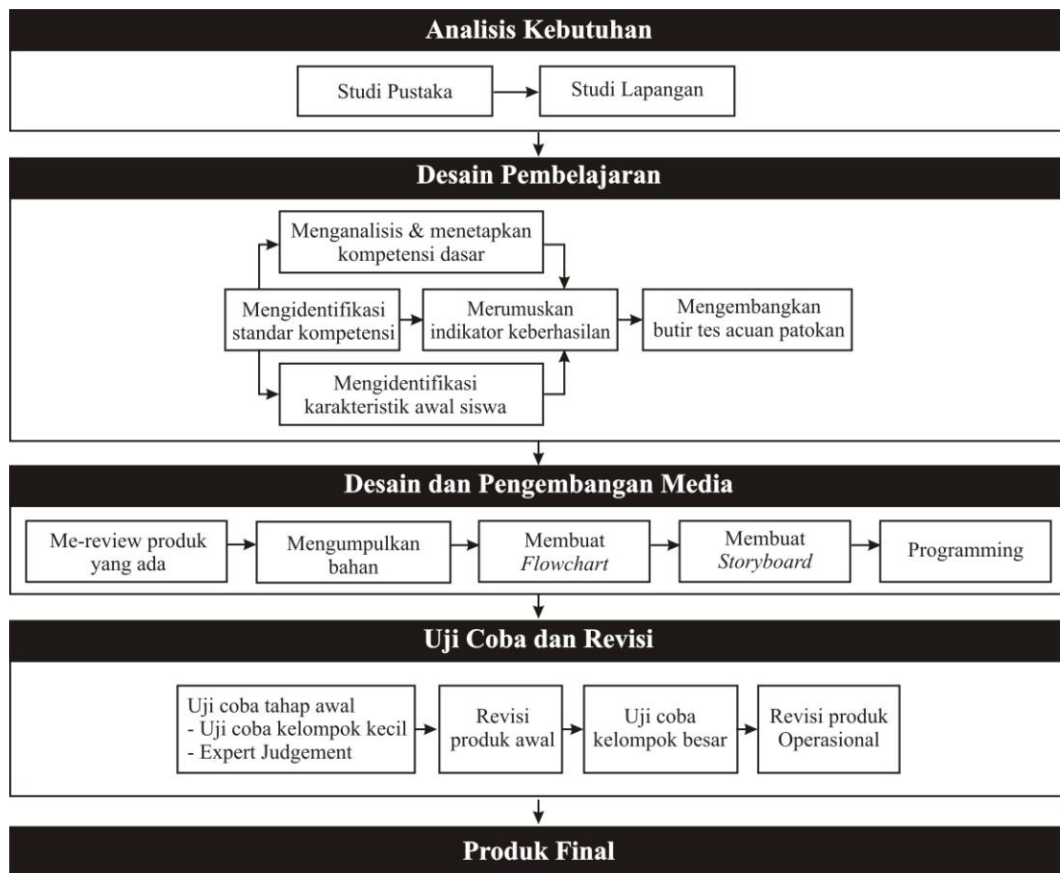 Analisis Kebutuhan
Studi Pustaka
Studi Lapangan
Desain Pembelajaran
Menganalisis & menetapkan
kompetensi dasar
Mengidentifikasi
standar kompetensi
Merumuskan
indikator keberhasilan
Mengembangkan
butir tes acuan patokan
Mengidentifikasi
karakteristik awal siswa
Desain dan Pengembangan Media
Me-review produk
yang ada
Mengumpulkan
bahan
Membuat
Flowchart
Membuat
Storyboard
Programming
Uji Coba dan Revisi
Uji coba tahap awal
- Uji coba kelompok kecil
- Expert Judgement
Revisi
produk awal
Uji coba
kelompok besar
Revisi produk
Operasional
Produk Final